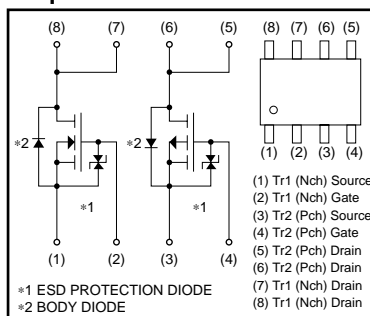 (8) (7) (6) (5)
(8) (7) (6) (5)
∗2 ∗2
∗1 ∗1
(1) (2) (3) (4)
(1) (2) (3) (4)
(1) Tr1 (Nch) Source
(2) Tr1 (Nch) Gate
(3) Tr2 (Pch) Source
(4) Tr2 (Pch) Gate
(5) Tr2 (Pch) Drain
(6) Tr2 (Pch) Drain
(7) Tr1 (Nch) Drain
(8) Tr1 (Nch) Drain
∗1 ESD PROTECTION DIODE
∗2 BODY DIODE